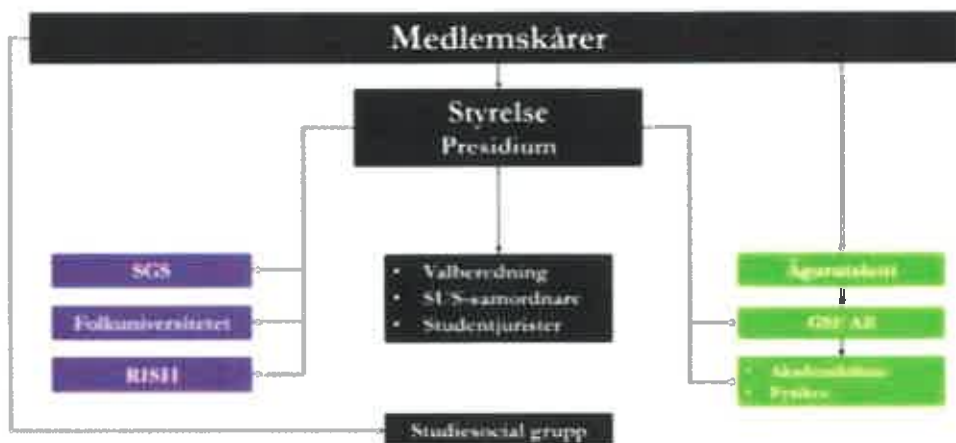 Medlemskårer
Styrelse
Presidium
SGS
Folkuniversitetet
RISH
• Valberedning
• SUS-samordnare
• Studentjurister
GSF AB
Studiesocial grupp